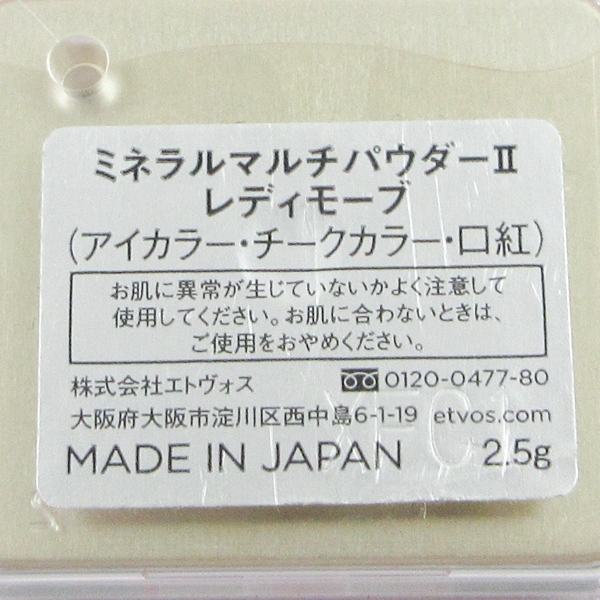 ミネラルマルチパウダーⅡ
レディモーブ
(アイカラー・チークカラー・口紅)
お肌に異常が生じていないかよく注意して
使用してください。お肌に合わないときは、
ご使用をおやめください。
株式会社エトヴォス 0120-0477-80
大阪府大阪市淀川区西中島6-1-19 etvos.com
MADE IN JAPAN 2.5g